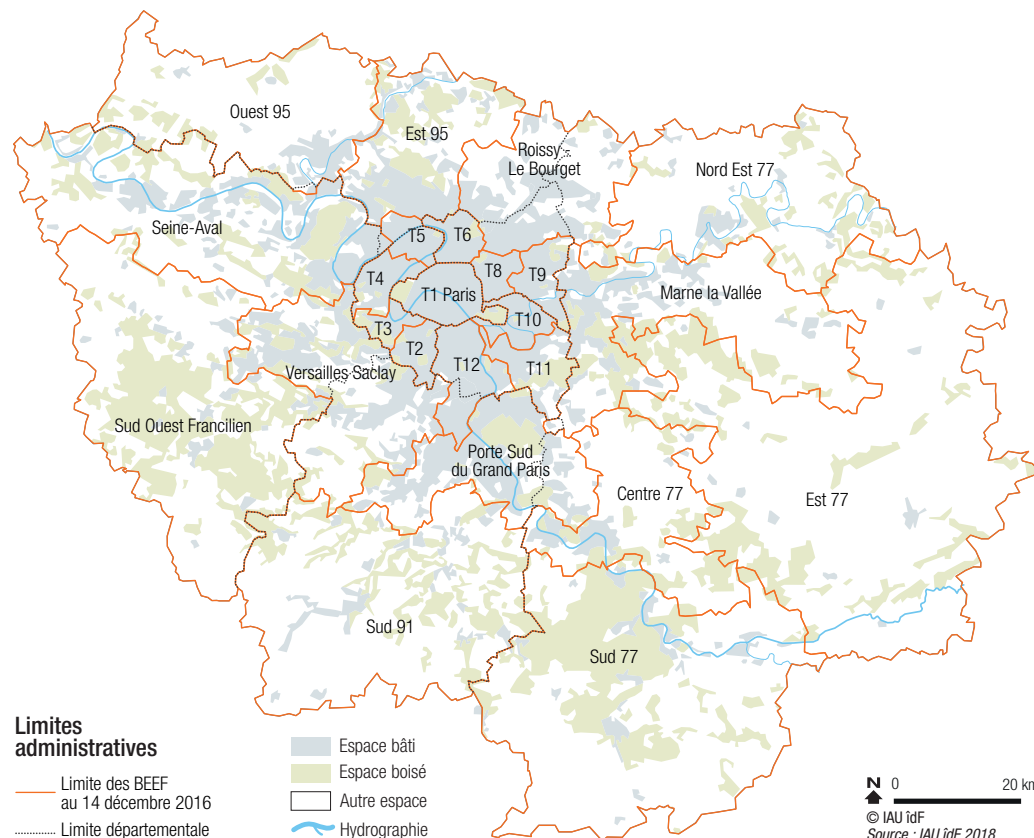 Ouest 95
Est 95
Roissy -
Le Bourget
Nord Est 77
Seine-Aval
T5
T6
T8
T9
T4
T1 Paris
Marne la Vallée
T10
T3
T2
T12
T11
Versailles Saclay
Sud Ouest Francilien
Porte Sud
du Grand Paris
Centre 77
Est 77
Sud 91
Sud 77
Limites
administratives
Limite des BEEF
au 14 décembre 2016
Limite départementale
Espace bâti
Espace boisé
Autre espace
Hydrographie
N 0 20 km
© IAU îdF
Source : IAU îdF 2018